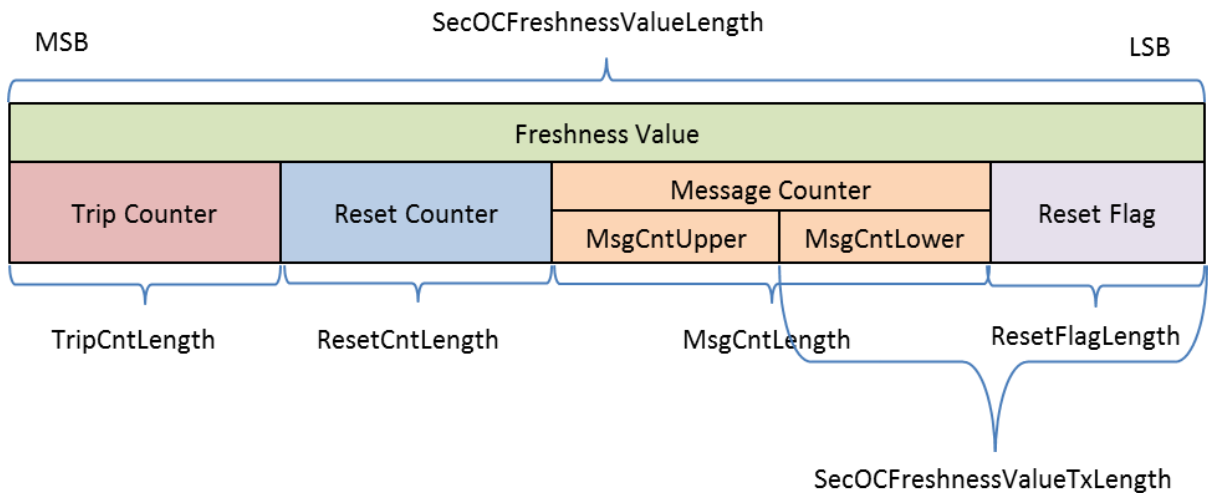 SecOCFreshnessValueLength
MSB
LSB
Freshness Value
Trip Counter
Reset Counter
Message Counter
Reset Flag
MsgCntUpper
MsgCntLower
TripCntLength
ResetCntLength
MsgCntLength
ResetFlagLength
SecOCFreshnessValueTxLength